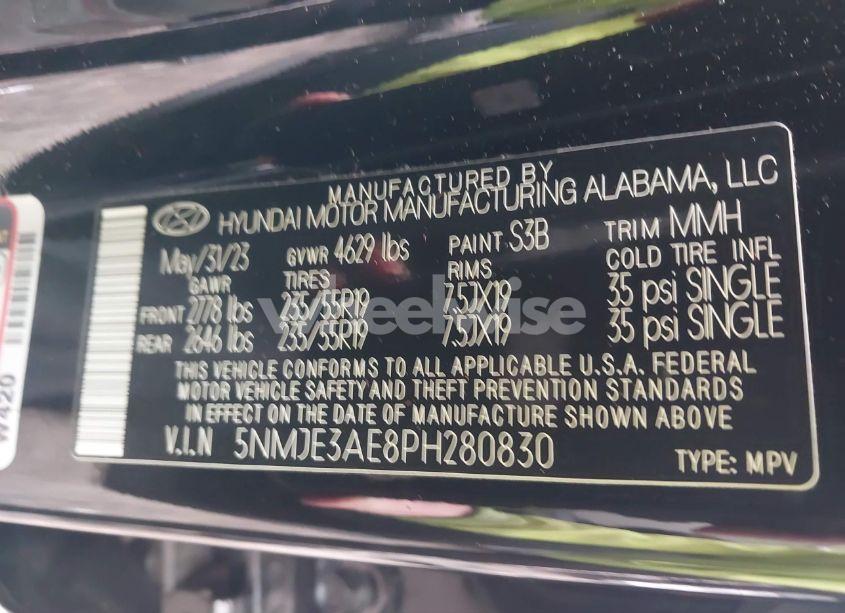 MANUFACTURED BY
HYUNDAI MOTOR MANUFACTURING ALABAMA, LLC
May/31/23 GVWR 4629 lbs PAINT S3B TRIM MMH
GAWR TIRES RIMS COLD TIRE INFL
FRONT 2778 lbs 235/55R19 7.5JX19 35 psi SINGLE
REAR 2646 lbs 235/55R19 7.5JX19 35 psi SINGLE
THIS VEHICLE CONFORMS TO ALL APPLICABLE U.S.A. FEDERAL
MOTOR VEHICLE SAFETY AND THEFT PREVENTION STANDARDS
IN EFFECT ON THE DATE OF MANUFACTURE SHOWN ABOVE
V.I.N 5NMJE3AE8PH280830 TYPE: MPV
W420